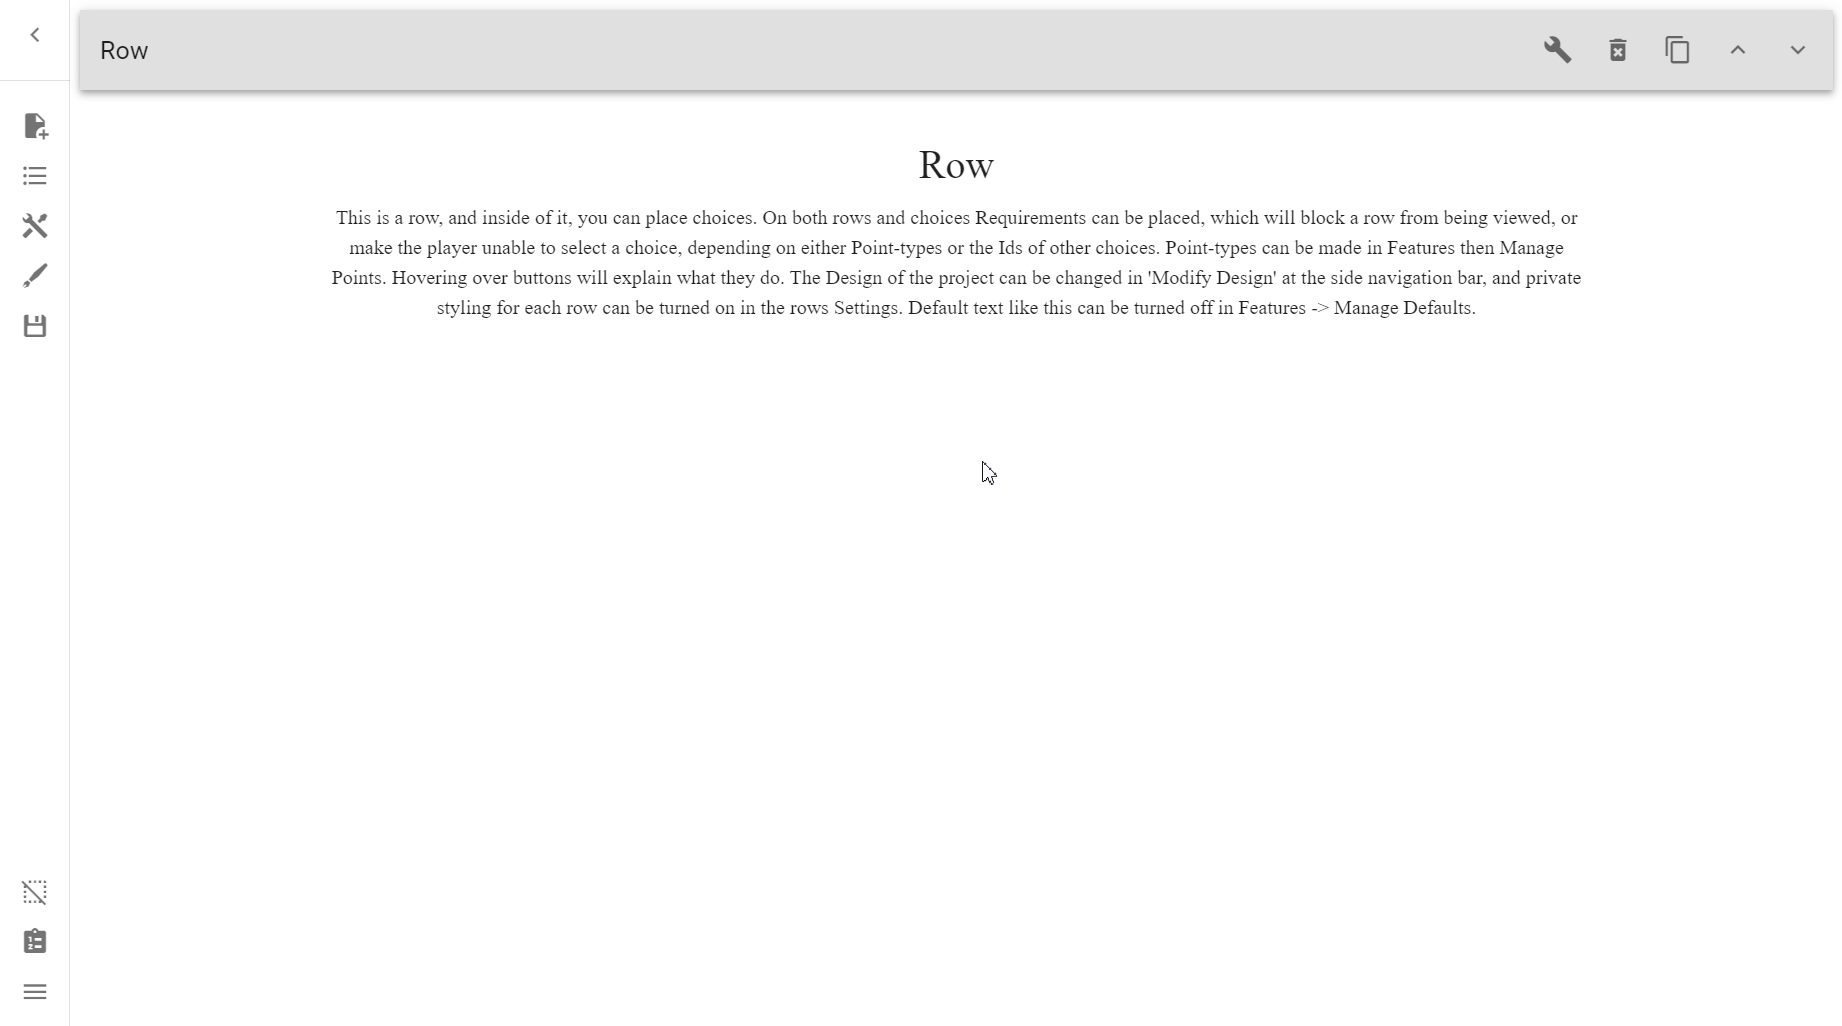 Row
Row
This is a row, and inside of it, you can place choices. On both rows and choices Requirements can be placed, which will block a row from being viewed, or
make the player unable to select a choice, depending on either Point-types or the Ids of other choices. Point-types can be made in Features then Manage
Points. Hovering over buttons will explain what they do. The Design of the project can be changed in 'Modify Design' at the side navigation bar, and private
styling for each row can be turned on in the rows Settings. Default text like this can be turned off in Features -> Manage Defaults.